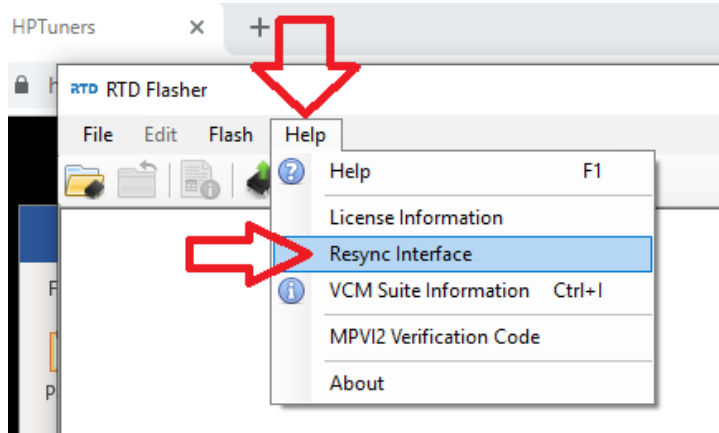 HPTuners × +
h
RTD RTD Flasher
File Edit Flash Help
Help F1
License Information
Resync Interface
VCM Suite Information Ctrl+I
MPVI2 Verification Code
About
F
P